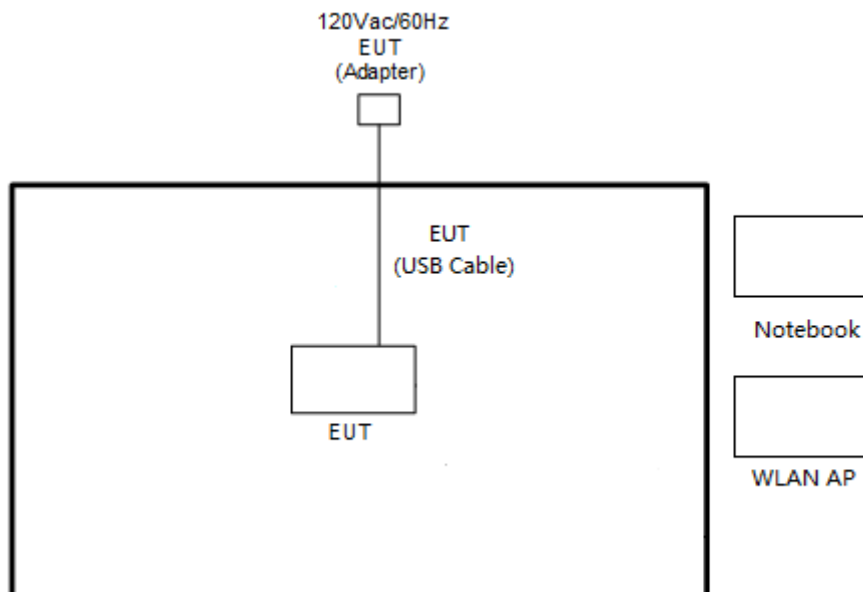 120Vac/60Hz
EUT
(Adapter)
EUT
(USB Cable)
Notebook
EUT
WLAN AP